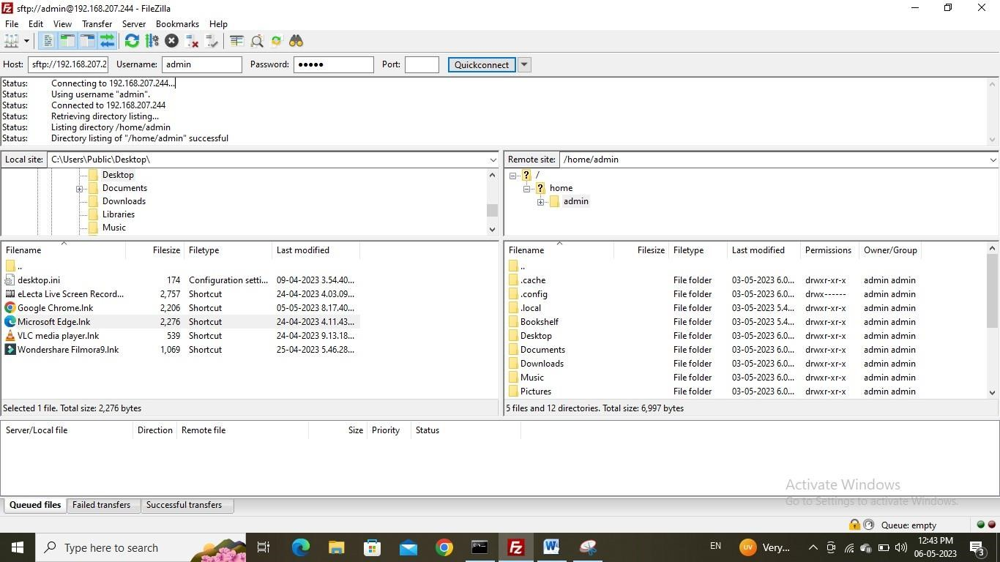 sftp://admin@192.168.207.244 - FileZilla
File Edit View Transfer Server Bookmarks Help
Host: sftp://192.168.207.2 Username: admin Password: ●●●●● Port: Quickconnect
Status: Connecting to 192.168.207.244...
Status: Using username "admin".
Status: Connected to 192.168.207.244
Status: Retrieving directory listing...
Status: Listing directory /home/admin
Status: Directory listing of "/home/admin" successful
Local site: C:\Users\Public\Desktop\
Desktop
Documents
Downloads
Libraries
Music
Filename Filesize Filetype Last modified
..
desktop.ini 174 Configuration setti... 09-04-2023 3.54.40...
eLecta Live Screen Record... 2,757 Shortcut 24-04-2023 4.03.09...
Google Chrome.lnk 2,206 Shortcut 05-05-2023 8.17.40...
Microsoft Edge.lnk 2,276 Shortcut 24-04-2023 4.11.43...
VLC media player.lnk 539 Shortcut 24-04-2023 9.13.18...
Wondershare Filmora9.lnk 1,069 Shortcut 25-04-2023 5.46.28...
Selected 1 file. Total size: 2,276 bytes
Remote site: /home/admin
? /
? home
admin
Filename Filesize Filetype Last modified Permissions Owner/Group
..
.cache File folder 03-05-2023 6.0... drwxr-xr-x admin admin
.config File folder 03-05-2023 6.0... drwx------ admin admin
.local File folder 03-05-2023 5.4... drwxr-xr-x admin admin
Bookshelf File folder 03-05-2023 5.4... drwxr-xr-x admin admin
Desktop File folder 03-05-2023 6.0... drwxr-xr-x admin admin
Documents File folder 03-05-2023 6.0... drwxr-xr-x admin admin
Downloads File folder 03-05-2023 6.0... drwxr-xr-x admin admin
Music File folder 03-05-2023 6.0... drwxr-xr-x admin admin
Pictures File folder 03-05-2023 6.0... drwxr-xr-x admin admin
5 files and 12 directories. Total size: 6,997 bytes
Server/Local file Direction Remote file Size Priority Status
Activate Windows
Go to Settings to activate Windows.
Queued files Failed transfers Successful transfers
Queue: empty
Type here to search
EN
UV Very...
12:43 PM
06-05-2023
3